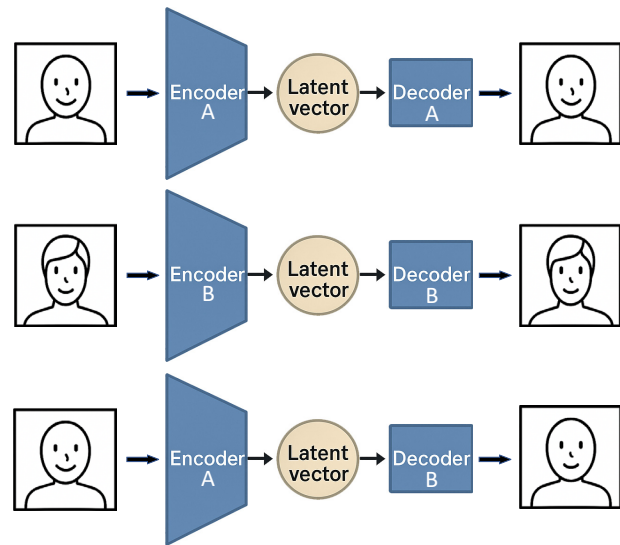 Encoder
A
Latent
vector
Decoder
A
Encoder
B
Latent
vector
Decoder
B
Encoder
A
Latent
vector
Decoder
B